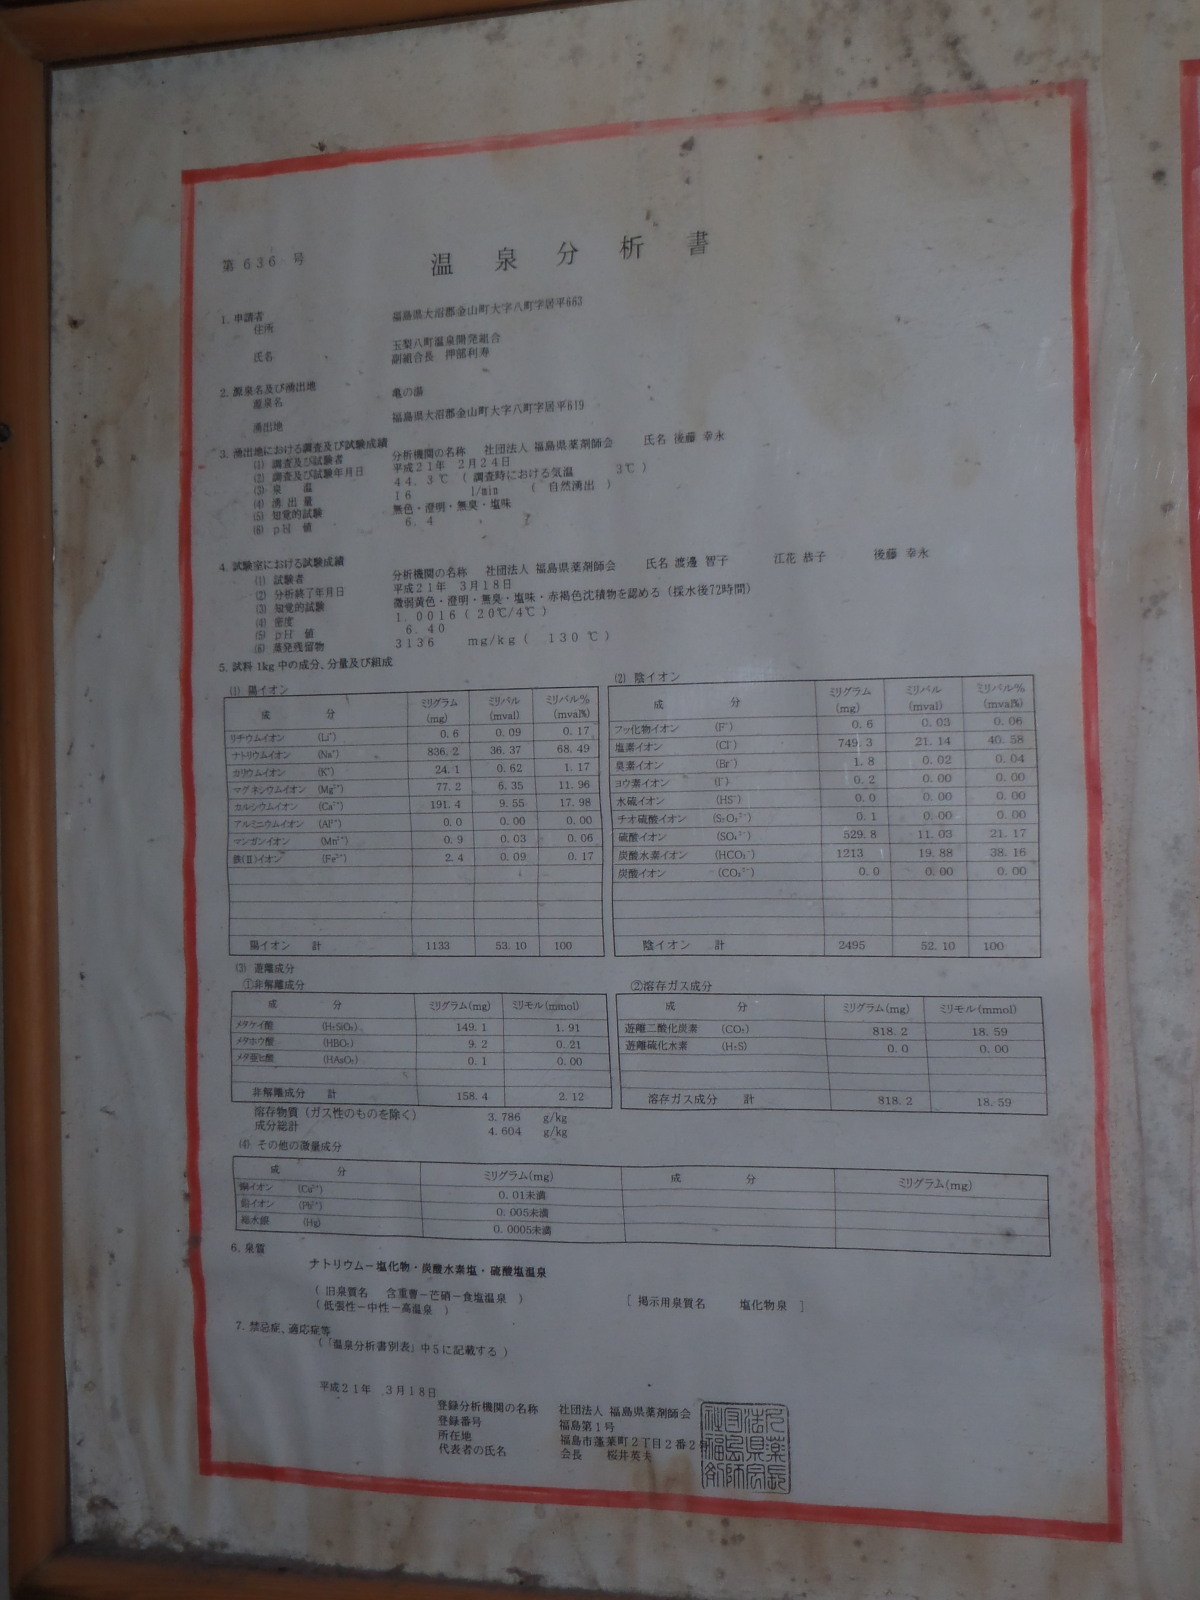 第 636 号
温泉分析書
1. 申請者
住所 福島県大沼郡金山町大字八町字居平663
玉梨八町温泉開発組合
氏名 副組合長 押部利寿
2. 源泉名及び湧出地
源泉名 亀の湯
湧出地 福島県大沼郡金山町大字八町字居平619
3. 湧出地における調査及び試験成績
(1) 調査及び試験者 分析機関の名称 社団法人 福島県薬剤師会 氏名 後藤 幸永
(2) 調査及び試験年月日 平成21年 2月24日
(3) 泉 温 44.3℃ ( 調査時における気温 3℃ )
(4) 湧 出 量 16 l/min ( 自然湧出 )
(5) 知覚的試験 無色・澄明・無臭・塩味
(6) pH 値 6.4
4. 試験室における試験成績
(1) 試験者 分析機関の名称 社団法人 福島県薬剤師会 氏名 渡邊 智子 江花 恭子 後藤 幸永
(2) 分析終了年月日 平成21年 3月18日
(3) 知覚的試験 微弱黄色・澄明・無臭・塩味・赤褐色沈積物を認める (採水後72時間)
(4) 密度 1.0016 ( 20℃/4℃ )
(5) pH 値 6.40
(6) 蒸発残留物 3136 mg/kg ( 130 ℃ )
5. 試料 1kg 中の成分、分量及び組成
(1) 陽イオン
成 分 ミリグラム (mg) ミリバル (mval) ミリバル% (mval%)
リチウムイオン (Li⁺) 0.6 0.09 0.17
ナトリウムイオン (Na⁺) 836.2 36.37 68.49
カリウムイオン (K⁺) 24.1 0.62 1.17
マグネシウムイオン (Mg²⁺) 77.2 6.35 11.96
カルシウムイオン (Ca²⁺) 191.4 9.55 17.98
アルミニウムイオン (Al³⁺) 0.0 0.00 0.00
マンガンイオン (Mn²⁺) 0.9 0.03 0.06
鉄(Ⅱ)イオン (Fe²⁺) 2.4 0.09 0.17
陽イオン 計 1133 53.10 100
(2) 陰イオン
成 分 ミリグラム (mg) ミリバル (mval) ミリバル% (mval%)
フッ化物イオン (F⁻) 0.6 0.03 0.06
塩素イオン (Cl⁻) 749.3 21.14 40.58
臭素イオン (Br⁻) 1.8 0.02 0.04
ヨウ素イオン (I⁻) 0.2 0.00 0.00
水硫イオン (HS⁻) 0.0 0.00 0.00
チオ硫酸イオン (S₂O₃²⁻) 0.1 0.00 0.00
硫酸イオン (SO₄²⁻) 529.8 11.03 21.17
炭酸水素イオン (HCO₃⁻) 1213 19.88 38.16
炭酸イオン (CO₃²⁻) 0.0 0.00 0.00
陰イオン 計 2495 52.10 100
(3) 遊離成分
①非解離成分
成 分 ミリグラム(mg) ミリモル(mmol)
メタケイ酸 (H₂SiO₃) 149.1 1.91
メタホウ酸 (HBO₂) 9.2 0.21
メタ亜ヒ酸 (HAsO₂) 0.1 0.00
非解離成分 計 158.4 2.12
②溶存ガス成分
成 分 ミリグラム(mg) ミリモル(mmol)
遊離二酸化炭素 (CO₂) 818.2 18.59
遊離硫化水素 (H₂S) 0.0 0.00
溶存ガス成分 計 818.2 18.59
溶存物質 (ガス性のものを除く) 3.786 g/kg
成分総計 4.604 g/kg
(4) その他の微量成分
成 分 ミリグラム(mg) 成 分 ミリグラム(mg)
銅イオン (Cu²⁺) 0.01未満
鉛イオン (Pb²⁺) 0.005未満
総水銀 (Hg) 0.0005未満
6. 泉質
ナトリウム−塩化物・炭酸水素塩・硫酸塩温泉
( 旧泉質名 含重曹−芒硝−食塩温泉 )
( 低張性−中性−高温泉 ) [ 掲示用泉質名 塩化物泉 ]
7. 禁忌症、適応症等
(「温泉分析書別表」中5に記載する )
平成21年 3月18日
登録分析機関の名称 社団法人 福島県薬剤師会
登録番号 福島第1号
所在地 福島市蓬莱町2丁目2番2
代表者の氏名 会長 桜井英夫